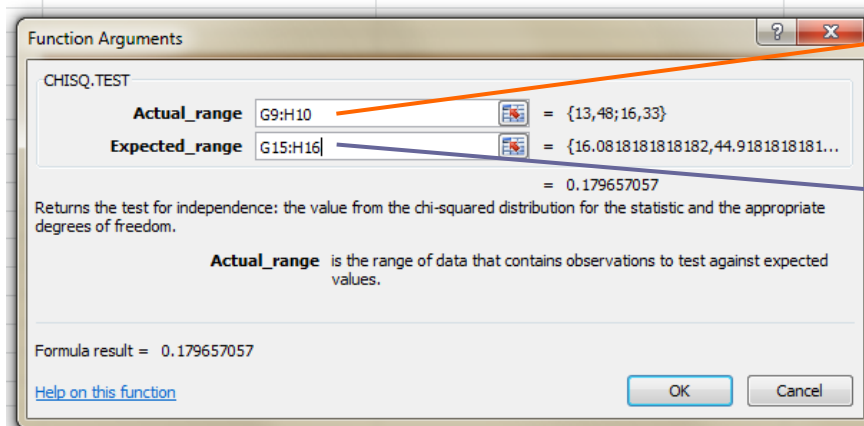 Function Arguments
CHISQ.TEST
Actual_range G9:H10 = {13,48;16,33}
Expected_range G15:H16 = {16.0818181818182,44.9181818181...
= 0.179657057
Returns the test for independence: the value from the chi-squared distribution for the statistic and the appropriate
degrees of freedom.
Actual_range is the range of data that contains observations to test against expected
values.
Formula result = 0.179657057
Help on this function OK Cancel